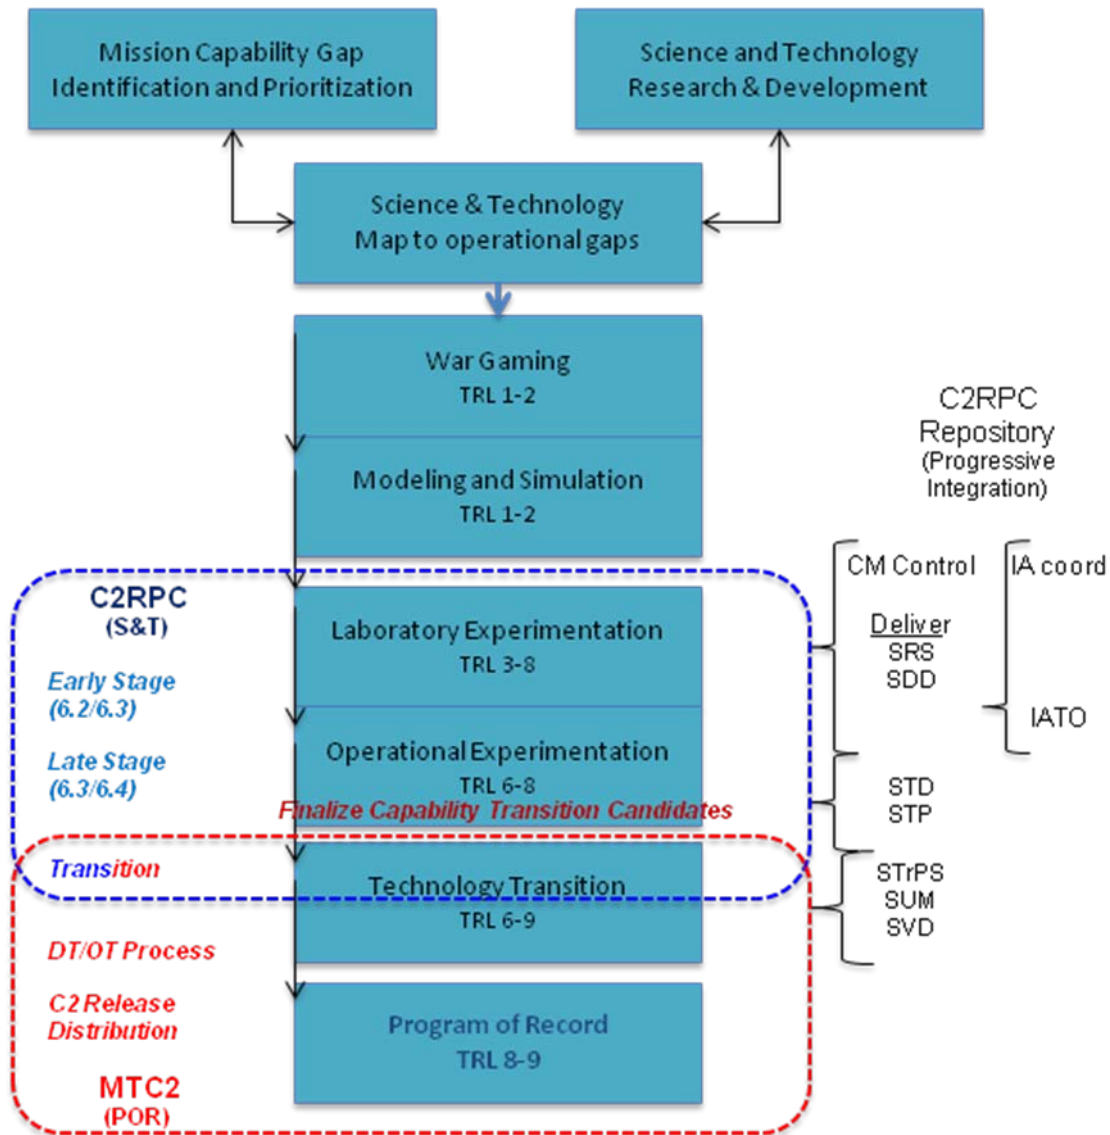 Mission Capability Gap
Identification and Prioritization
Science and Technology
Research & Development
Science & Technology
Map to operational gaps
War Gaming
TRL 1-2
Modeling and Simulation
TRL 1-2
C2RPC
Repository
(Progressive
Integration)
CM Control
IA coord
Deliver
SRS
SDD
IATO
C2RPC
(S&T)
Early Stage
(6.2/6.3)
Late Stage
(6.3/6.4)
Laboratory Experimentation
TRL 3-8
Operational Experimentation
TRL 6-8
Finalize Capability Transition Candidates
STD
STP
Transition
Technology Transition
TRL 6-9
STrPS
SUM
SVD
DT/OT Process
C2 Release
Distribution
Program of Record
TRL 8-9
MTC2
(POR)